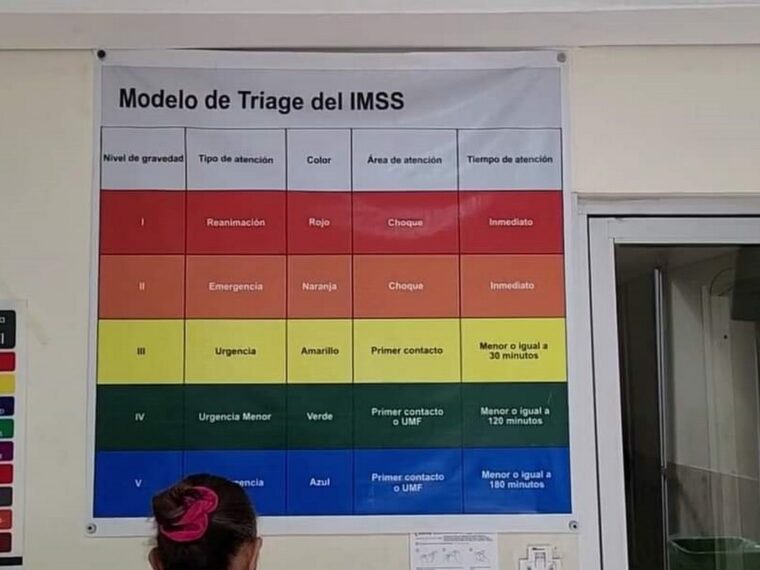 Modelo de Triage del IMSS
Nivel de gravedad Tipo de atención Color Área de atención Tiempo de atención
I Reanimación Rojo Choque Inmediato
II Emergencia Naranja Choque Inmediato
III Urgencia Amarillo Primer contacto Menor o igual a
30 minutos
IV Urgencia Menor Verde Primer contacto
o UMF
Menor o igual a
120 minutos
V Azul Primer contacto
o UMF
Menor o igual a
180 minutos